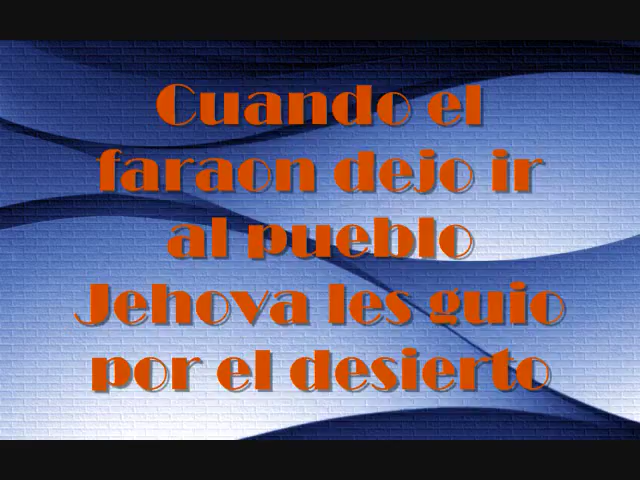 Cuando el
faraon dejo ir
al pueblo
Jehova les guio
por el desierto